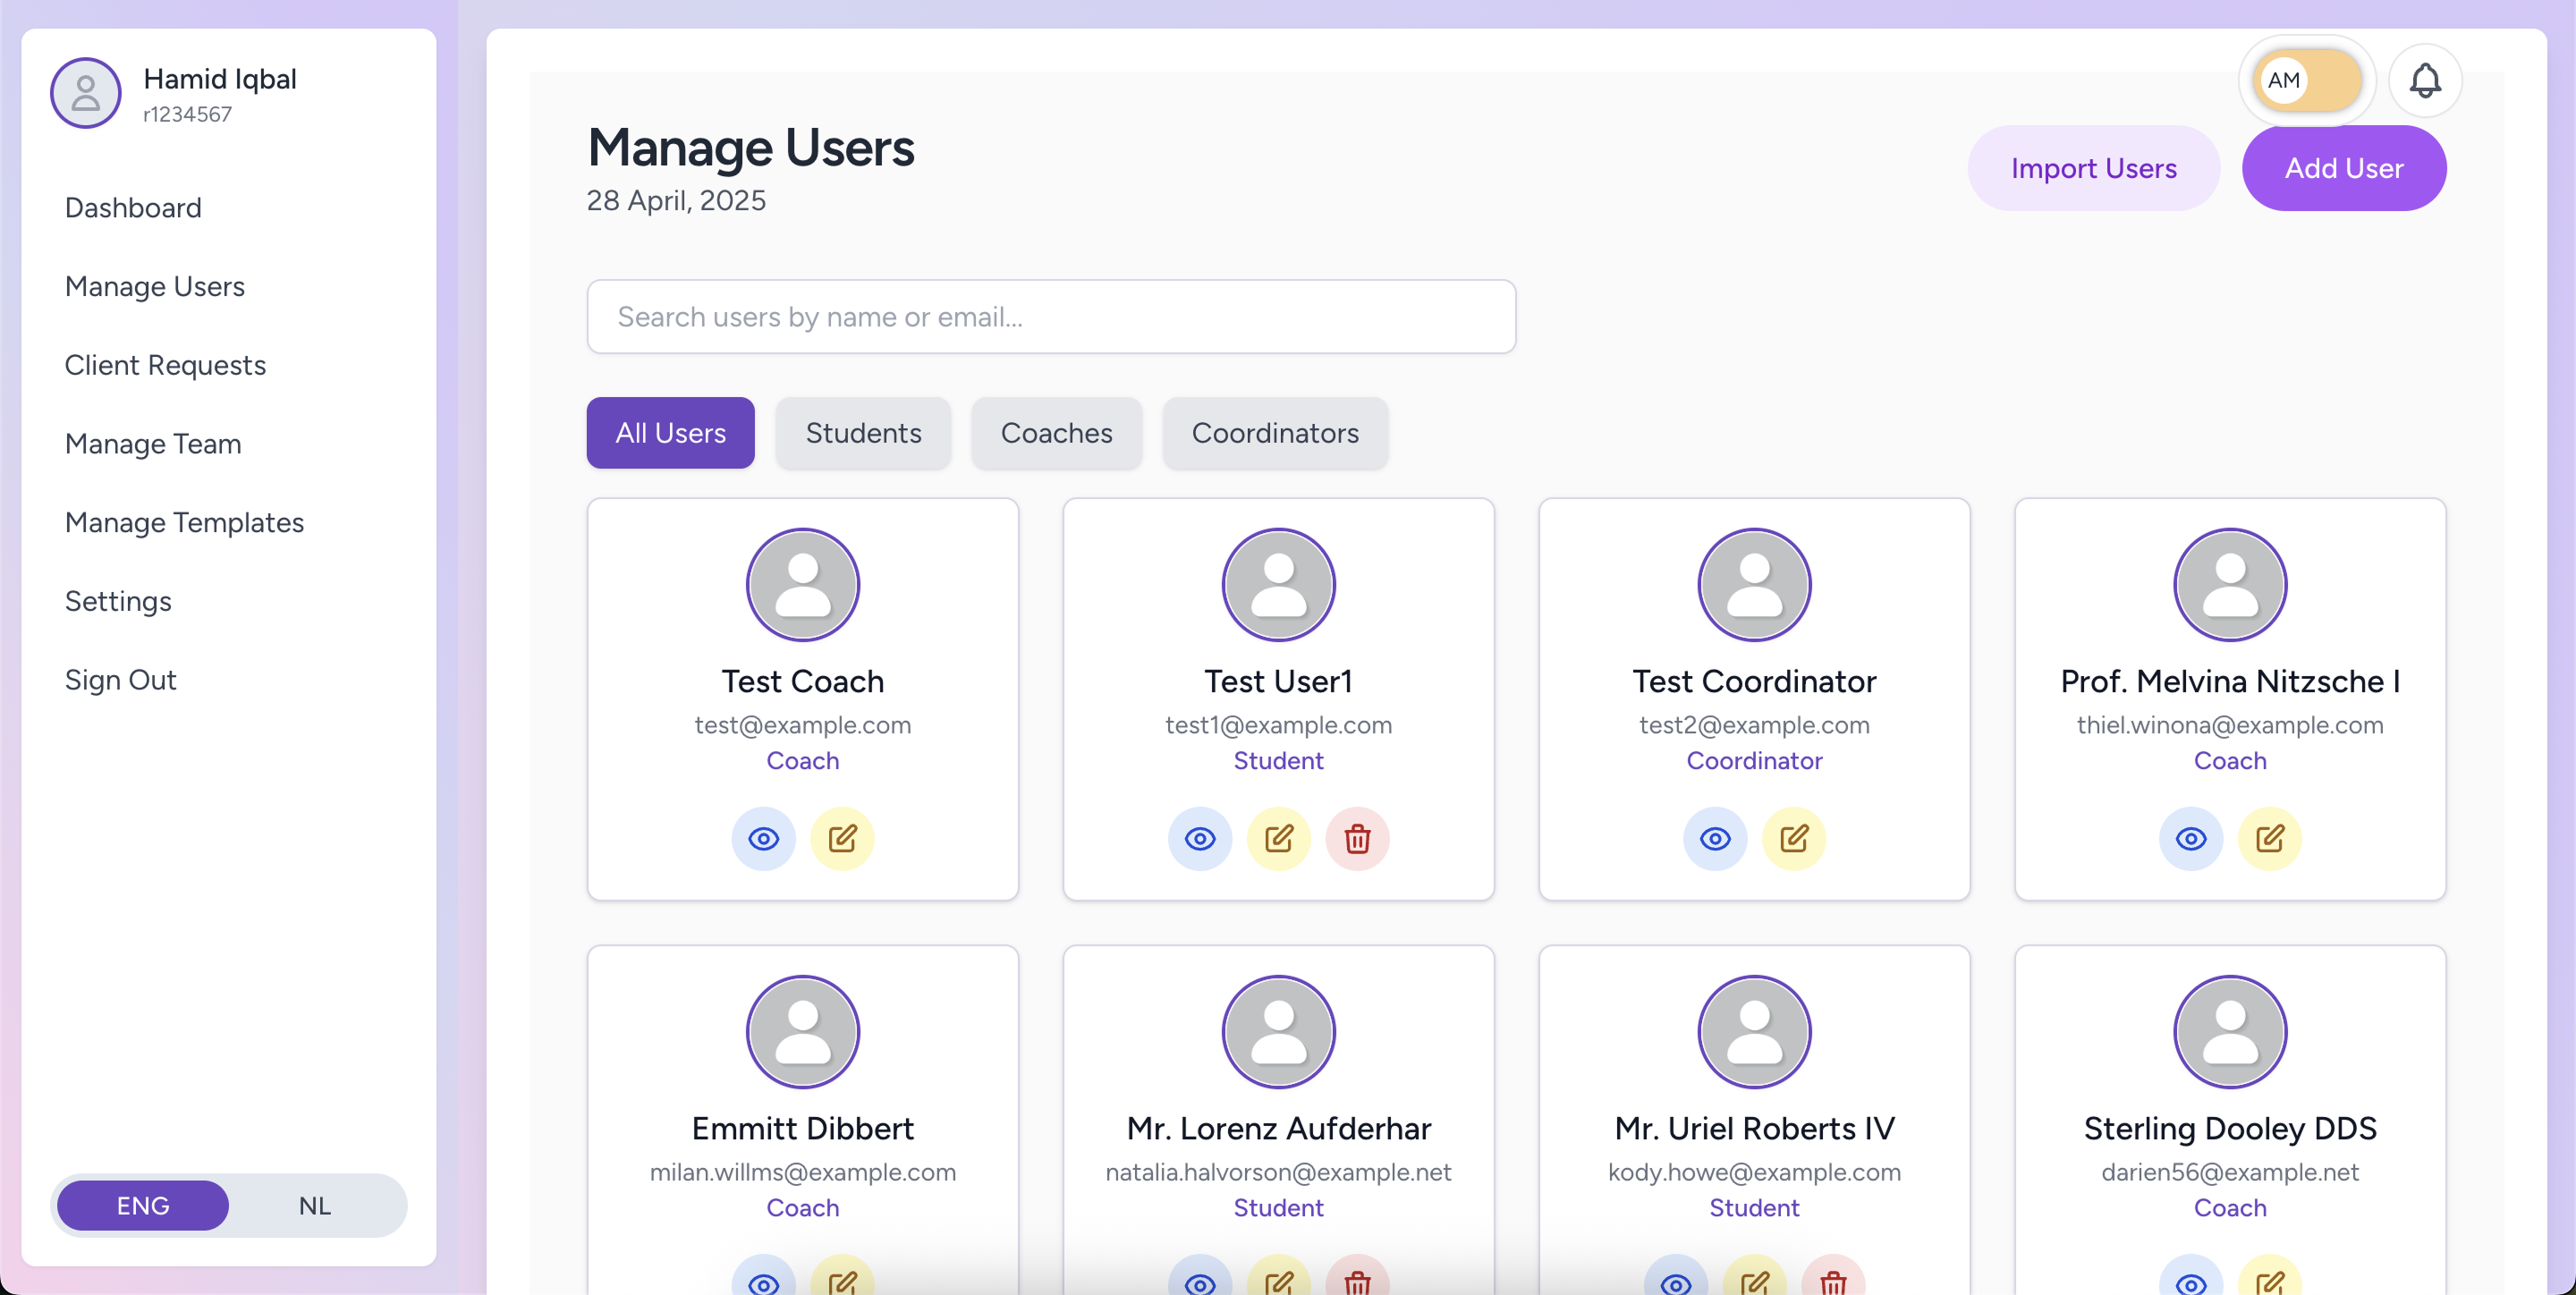 Hamid Iqbal
r1234567
Dashboard
Manage Users
Client Requests
Manage Team
Manage Templates
Settings
Sign Out
ENG NL
AM
Manage Users
28 April, 2025
Import Users Add User
Search users by name or email...
All Users Students Coaches Coordinators
Test Coach
test@example.com
Coach
Test User1
test1@example.com
Student
Test Coordinator
test2@example.com
Coordinator
Prof. Melvina Nitzsche I
thiel.winona@example.com
Coach
Emmitt Dibbert
milan.willms@example.com
Coach
Mr. Lorenz Aufderhar
natalia.halvorson@example.net
Student
Mr. Uriel Roberts IV
kody.howe@example.com
Student
Sterling Dooley DDS
darien56@example.net
Coach